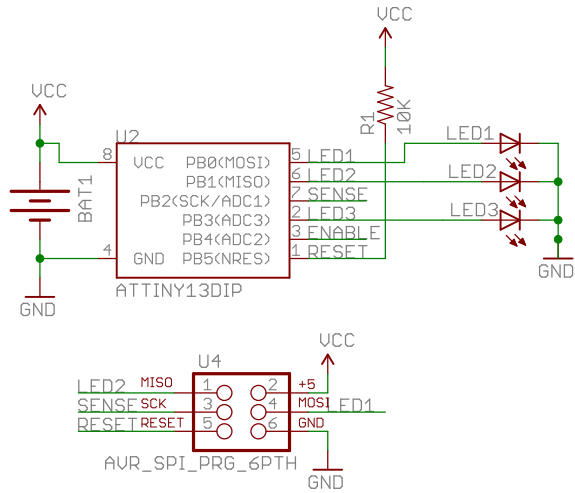 VCC
VCC
R1
10K
U2
BAT1
8
VCC
PB0(MOSI)
5
LED1
LED1
PB1(MISO)
6
LED2
LED2
PB2(SCK/ADC1)
7
SENSE
PB3(ADC3)
2
LED3
LED3
PB4(ADC2)
3
ENABLE
4
GND
PB5(NRES)
1
RESET
GND
ATTINY13DIP
GND
VCC
U4
LED2
MISO
1
2
+5
SENSE
SCK
3
4
MOSI
LED1
RESET
RESET
5
6
GND
AVR_SPI_PRG_6PTH
GND